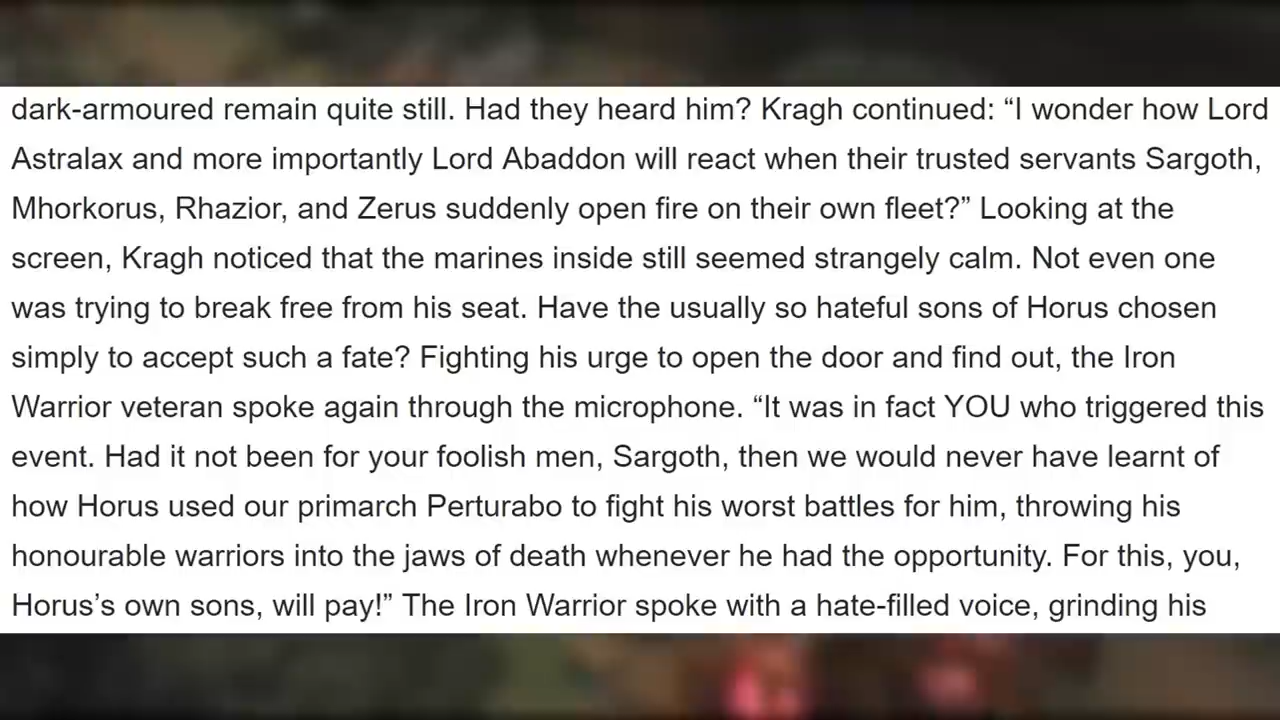 dark-armoured remain quite still. Had they heard him? Kragh continued: “I wonder how Lord
Astralax and more importantly Lord Abaddon will react when their trusted servants Sargoth,
Mhorkorus, Rhazior, and Zerus suddenly open fire on their own fleet?” Looking at the
screen, Kragh noticed that the marines inside still seemed strangely calm. Not even one
was trying to break free from his seat. Have the usually so hateful sons of Horus chosen
simply to accept such a fate? Fighting his urge to open the door and find out, the Iron
Warrior veteran spoke again through the microphone. “It was in fact YOU who triggered this
event. Had it not been for your foolish men, Sargoth, then we would never have learnt of
how Horus used our primarch Perturabo to fight his worst battles for him, throwing his
honourable warriors into the jaws of death whenever he had the opportunity. For this, you,
Horus’s own sons, will pay!” The Iron Warrior spoke with a hate-filled voice, grinding his